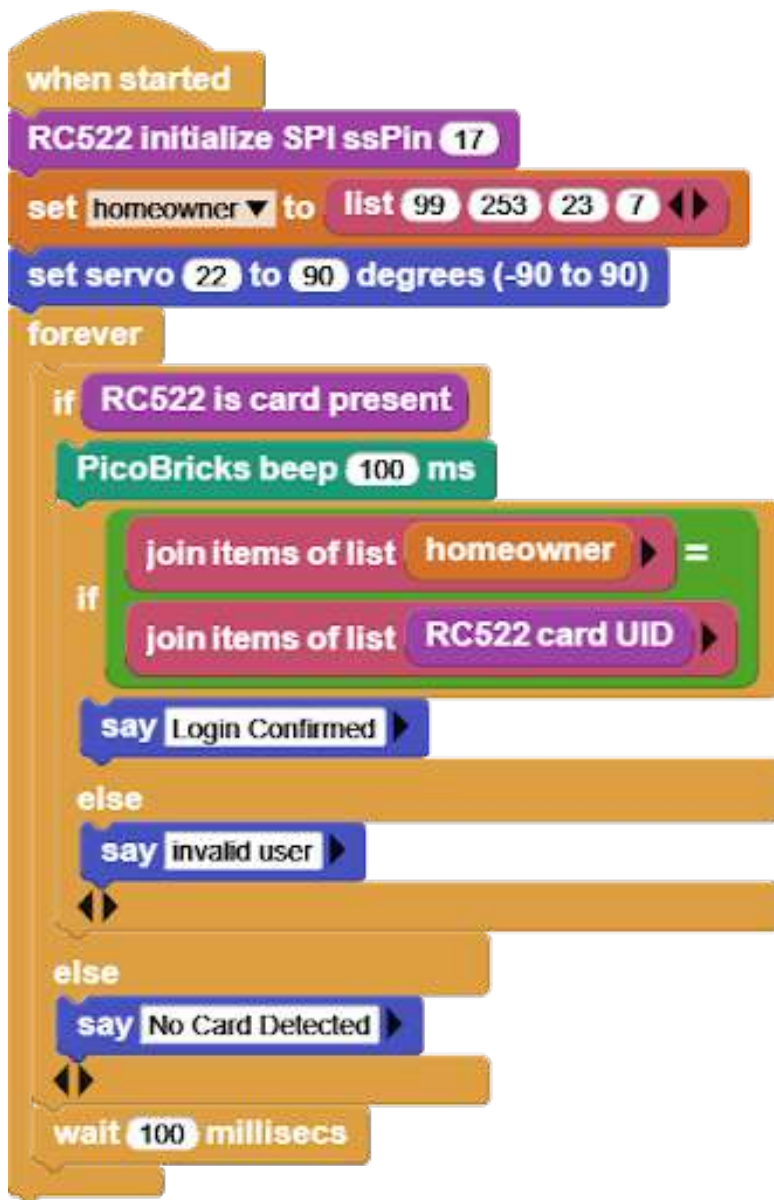 when started
RC522 initialize SPI ssPin 17
set homeowner to list 99 253 23 7
set servo 22 to 90 degrees (-90 to 90)
forever
if RC522 is card present
PicoBricks beep 100 ms
join items of list homeowner =
if
join items of list RC522 card UID
say Login Confirmed
else
say invalid user
else
say No Card Detected
wait 100 millisecs